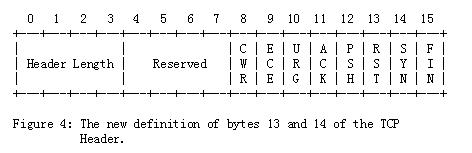 0 1 2 3 4 5 6 7 8 9 10 11 12 13 14 15
+---+---+---+---+---+---+---+---+---+---+---+---+---+---+---+---+
| | | C | E | U | A | P | R | S | F |
| Header Length | Reserved | W | C | R | C | S | S | Y | I |
| | | R | E | G | K | H | T | N | N |
+---+---+---+---+---+---+---+---+---+---+---+---+---+---+---+---+
Figure 4: The new definition of bytes 13 and 14 of the TCP
Header.